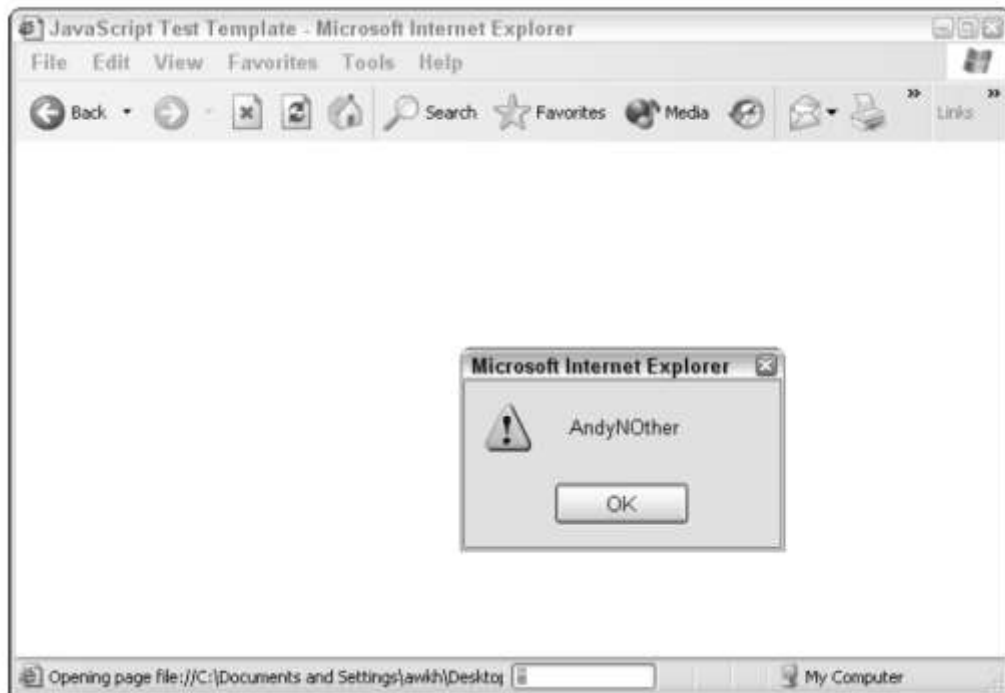 JavaScript Test Template - Microsoft Internet Explorer
File Edit View Favorites Tools Help
Back Search Favorites Media » Links »
Microsoft Internet Explorer
AndyNOther
OK
Opening page file://C:\Documents and Settings\awkh\Desktop My Computer